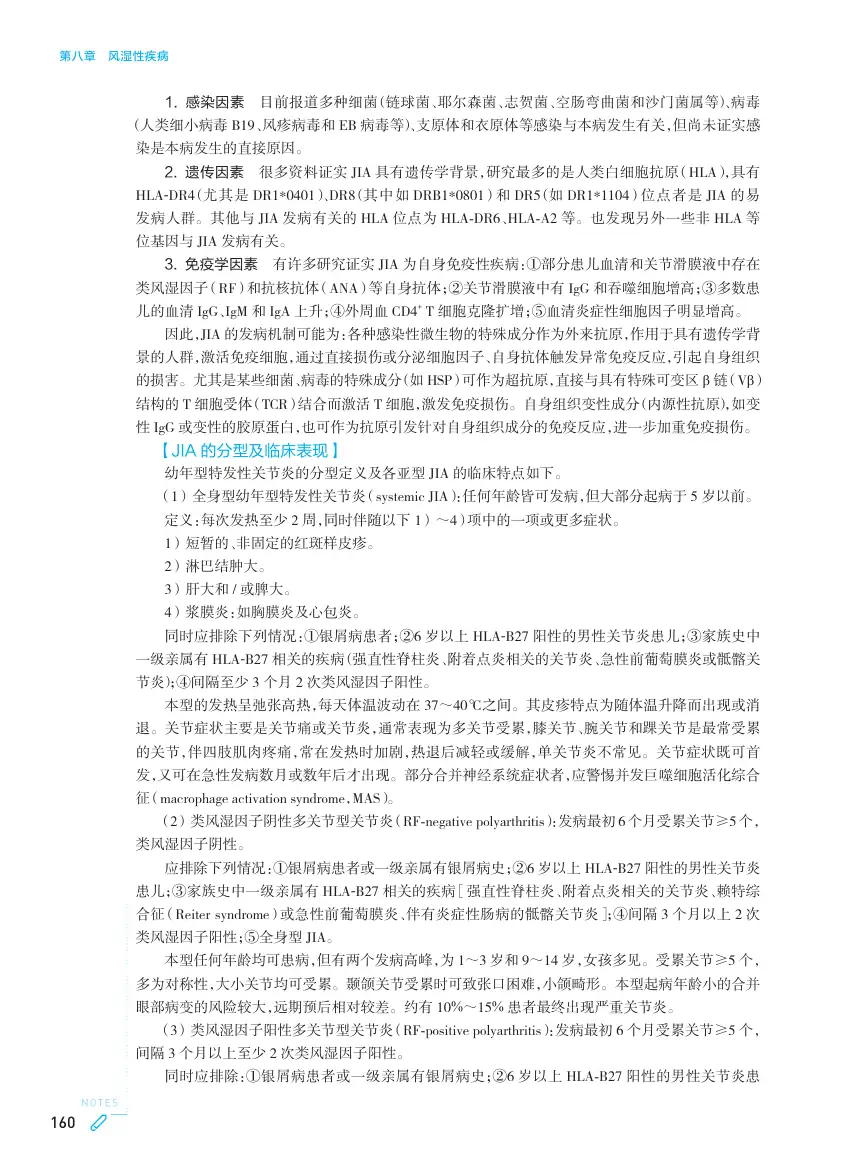 第八章 风湿性疾病
1. 感染因素 目前报道多种细菌(链球菌、耶尔森菌、志贺菌、空肠弯曲菌和沙门菌属等)、病毒
(人类细小病毒 B19、风疹病毒和 EB 病毒等)、支原体和衣原体等感染与本病发生有关,但尚未证实感
染是本病发生的直接原因。
2. 遗传因素 很多资料证实 JIA 具有遗传学背景,研究最多的是人类白细胞抗原(HLA),具有
HLA-DR4(尤其是 DR1*0401)、DR8(其中如 DRB1*0801)和 DR5(如 DR1*1104)位点者是 JIA 的易
发病人群。其他与 JIA 发病有关的 HLA 位点为 HLA-DR6、HLA-A2 等。也发现另外一些非 HLA 等
位基因与 JIA 发病有关。
3. 免疫学因素 有许多研究证实 JIA 为自身免疫性疾病:①部分患儿血清和关节滑膜液中存在
类风湿因子(RF)和抗核抗体(ANA)等自身抗体;②关节滑膜液中有 IgG 和吞噬细胞增高;③多数患
儿的血清 IgG、IgM 和 IgA 上升;④外周血 CD4⁺ T 细胞克隆扩增;⑤血清炎症性细胞因子明显增高。
因此,JIA 的发病机制可能为:各种感染性微生物的特殊成分作为外来抗原,作用于具有遗传学背
景的人群,激活免疫细胞,通过直接损伤或分泌细胞因子、自身抗体触发异常免疫反应,引起自身组织
的损害。尤其是某些细菌、病毒的特殊成分(如 HSP)可作为超抗原,直接与具有特殊可变区 β 链(Vβ)
结构的 T 细胞受体(TCR)结合而激活 T 细胞,激发免疫损伤。自身组织变性成分(内源性抗原),如变
性 IgG 或变性的胶原蛋白,也可作为抗原引发针对自身组织成分的免疫反应,进一步加重免疫损伤。
【JIA 的分型及临床表现】
幼年型特发性关节炎的分型定义及各亚型 JIA 的临床特点如下。
(1)全身型幼年型特发性关节炎(systemic JIA):任何年龄皆可发病,但大部分起病于 5 岁以前。
定义:每次发热至少 2 周,同时伴随以下 1)~4)项中的一项或更多症状。
1)短暂的、非固定的红斑样皮疹。
2)淋巴结肿大。
3)肝大和 / 或脾大。
4)浆膜炎:如胸膜炎及心包炎。
同时应排除下列情况:①银屑病患者;②6 岁以上 HLA-B27 阳性的男性关节炎患儿;③家族史中
一级亲属有 HLA-B27 相关的疾病(强直性脊柱炎、附着点炎相关的关节炎、急性前葡萄膜炎或骶髂关
节炎);④间隔至少 3 个月 2 次类风湿因子阳性。
本型的发热呈弛张高热,每天体温波动在 37~40℃之间。其皮疹特点为随体温升降而出现或消
退。关节症状主要是关节痛或关节炎,通常表现为多关节受累,膝关节、腕关节和踝关节是最常受累
的关节,伴四肢肌肉疼痛,常在发热时加剧,热退后减轻或缓解,单关节炎不常见。关节症状既可首
发,又可在急性发病数月或数年后才出现。部分合并神经系统症状者,应警惕并发巨噬细胞活化综合
征(macrophage activation syndrome,MAS)。
(2)类风湿因子阴性多关节型关节炎(RF-negative polyarthritis):发病最初 6 个月受累关节≥5 个,
类风湿因子阴性。
应排除下列情况:①银屑病患者或一级亲属有银屑病史;②6 岁以上 HLA-B27 阳性的男性关节炎
患儿;③家族史中一级亲属有 HLA-B27 相关的疾病[ 强直性脊柱炎、附着点炎相关的关节炎、赖特综
合征(Reiter syndrome)或急性前葡萄膜炎、伴有炎症性肠病的骶髂关节炎 ];④间隔 3 个月以上 2 次
类风湿因子阳性;⑤全身型 JIA。
本型任何年龄均可患病,但有两个发病高峰,为 1~3 岁和 9~14 岁,女孩多见。受累关节≥5 个,
多为对称性,大小关节均可受累。颞颌关节受累时可致张口困难,小颌畸形。本型起病年龄小的合并
眼部病变的风险较大,远期预后相对较差。约有 10%~15% 患者最终出现严重关节炎。
(3)类风湿因子阳性多关节型关节炎(RF-positive polyarthritis):发病最初 6 个月受累关节≥5 个,
间隔 3 个月以上至少 2 次类风湿因子阳性。
同时应排除:①银屑病患者或一级亲属有银屑病史;②6 岁以上 HLA-B27 阳性的男性关节炎患
NOTES
160